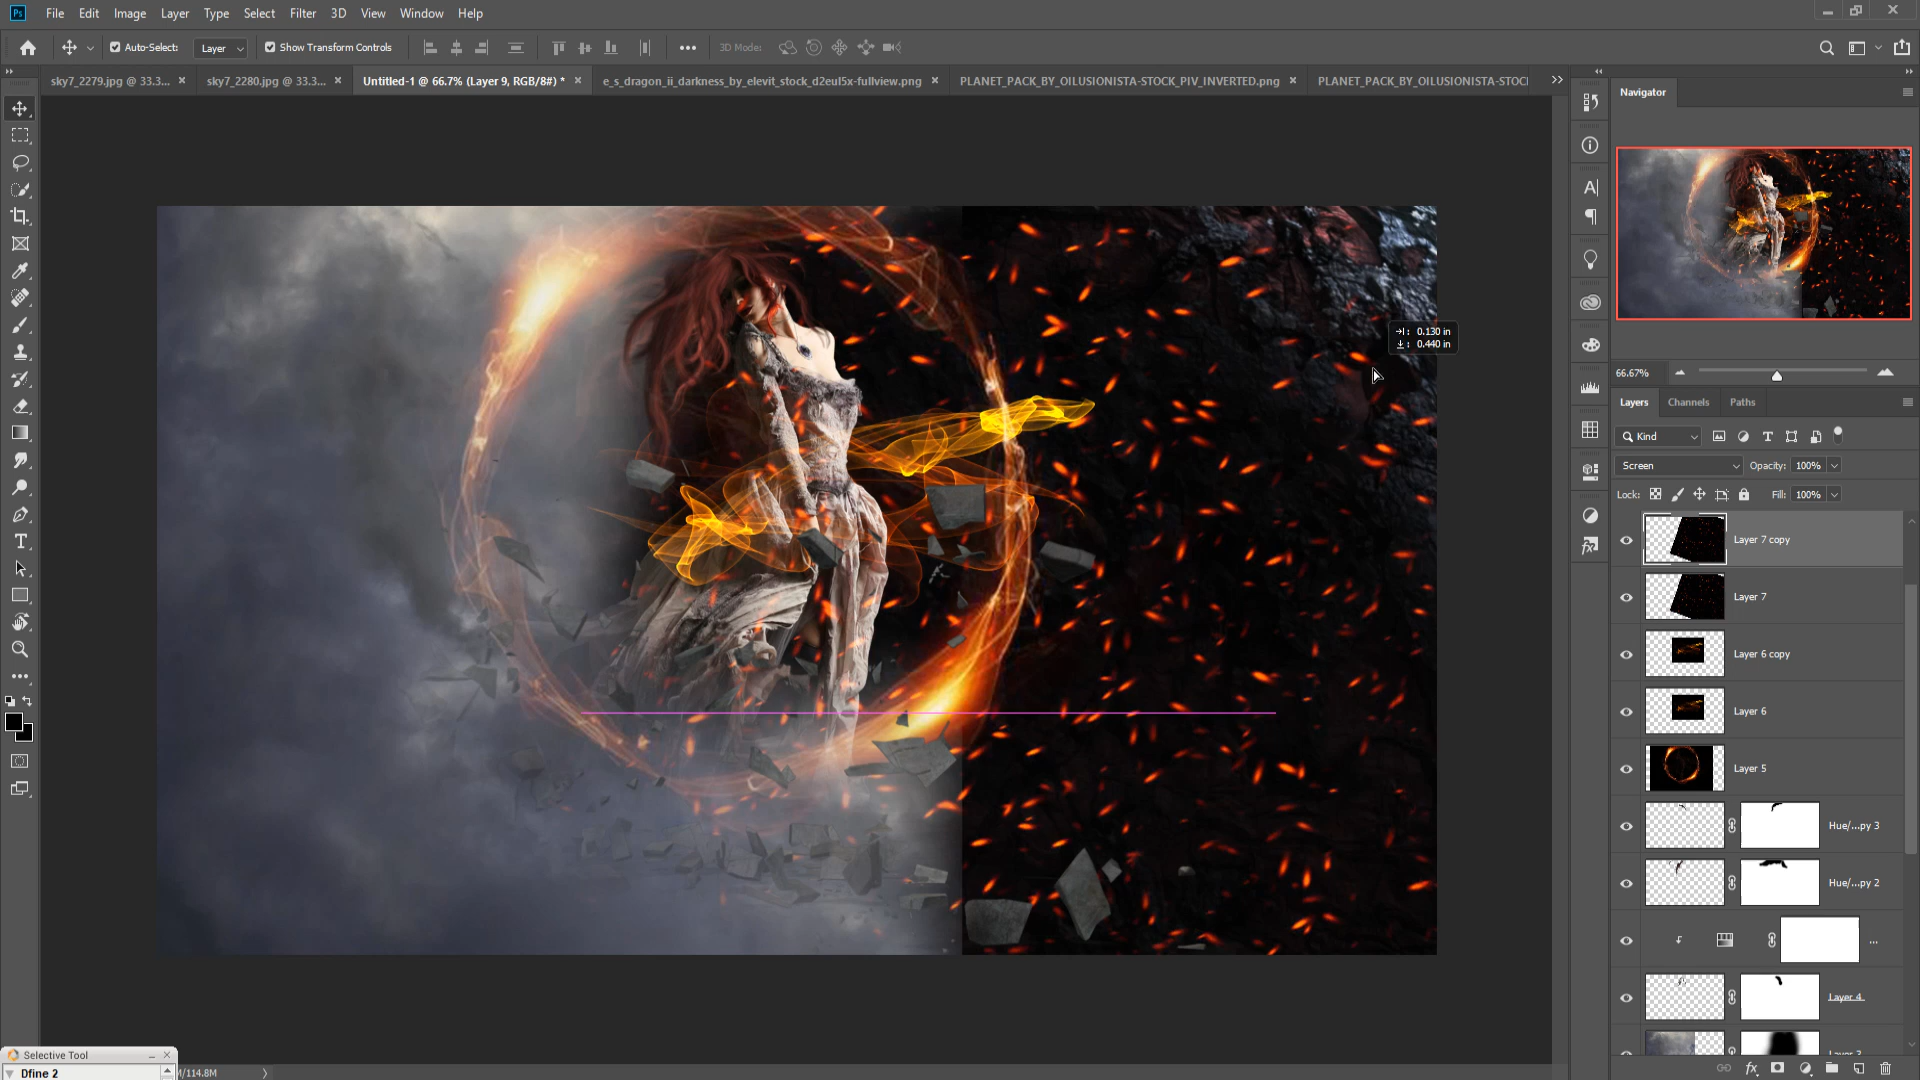 Ps File Edit Image Layer Type Select Filter 3D View Window Help
Auto-Select: Layer Show Transform Controls 3D Mode:
sky7_2279.jpg @ 33.3... × sky7_2280.jpg @ 33.3... × Untitled-1 @ 66.7% (Layer 9, RGB/8#) * × e_s_dragon_ii_darkness_by_elevit_stock_d2eul5x-fullview.png × PLANET_PACK_BY_OILUSIONISTA-STOCK_PIV_INVERTED.png × PLANET_PACK_BY_OILUSIONISTA-STOCI
Navigator
0.130 in
0.440 in
66.67%
Layers Channels Paths
Kind
Screen Opacity: 100%
Lock: Fill: 100%
Layer 7 copy
Layer 7
Layer 6 copy
Layer 6
Layer 5
Hue/...py 3
Hue/...py 2
...
Layer 4
Selective Tool
Dfine 2
/114.8M